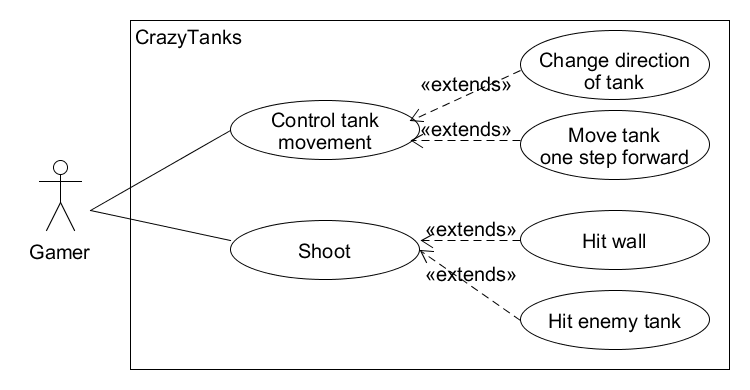 CrazyTanks
Change direction
of tank
«extends»
Control tank
movement
«extends»
Move tank
one step forward
Gamer
Shoot
«extends»
Hit wall
«extends»
Hit enemy tank